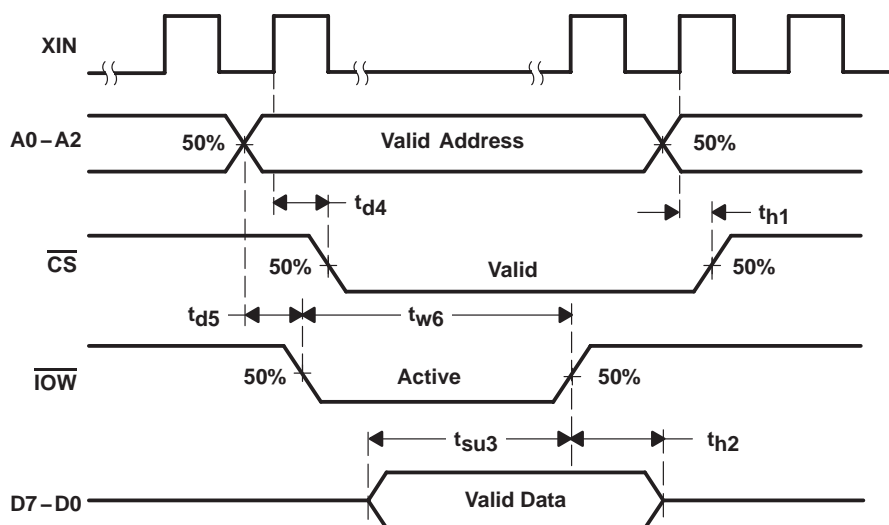 XIN
A0–A2
50%
Valid Address
50%
td4
th1
CS
50%
Valid
50%
td5
tw6
IOW
50%
Active
50%
tsu3
th2
D7–D0
Valid Data